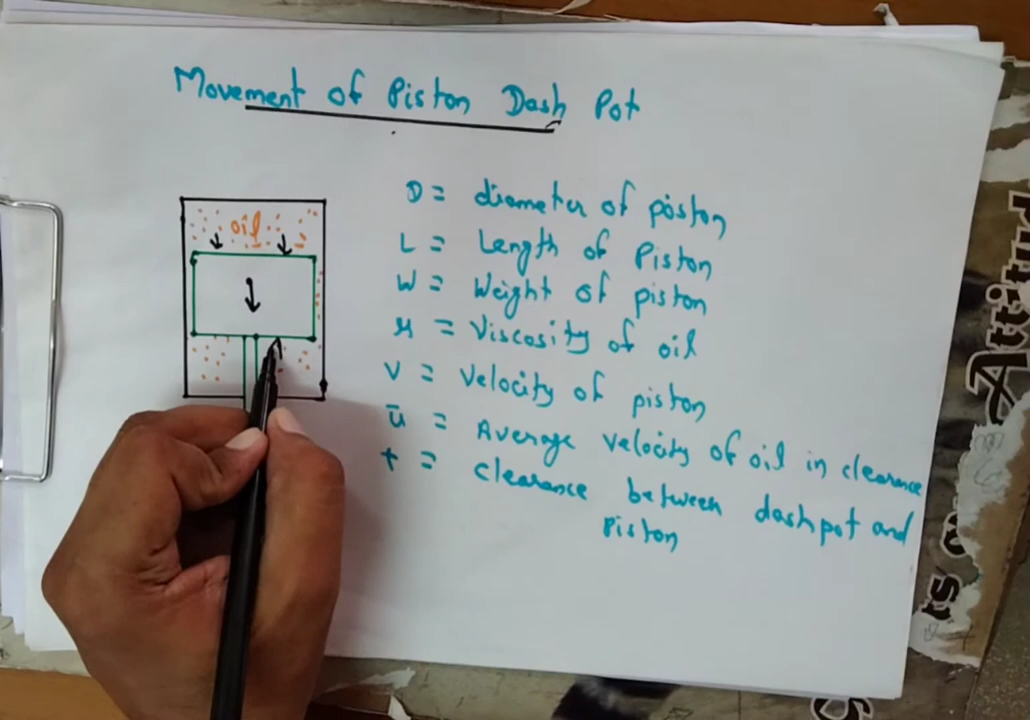 Movement of Piston Dash Pot
oil
D = diameter of piston
L = Length of Piston
W = Weight of piston
μ = Viscosity of oil
V = Velocity of piston
ū = Average velocity of oil in clearance
t = clearance between dashpot and
Piston
Attitud